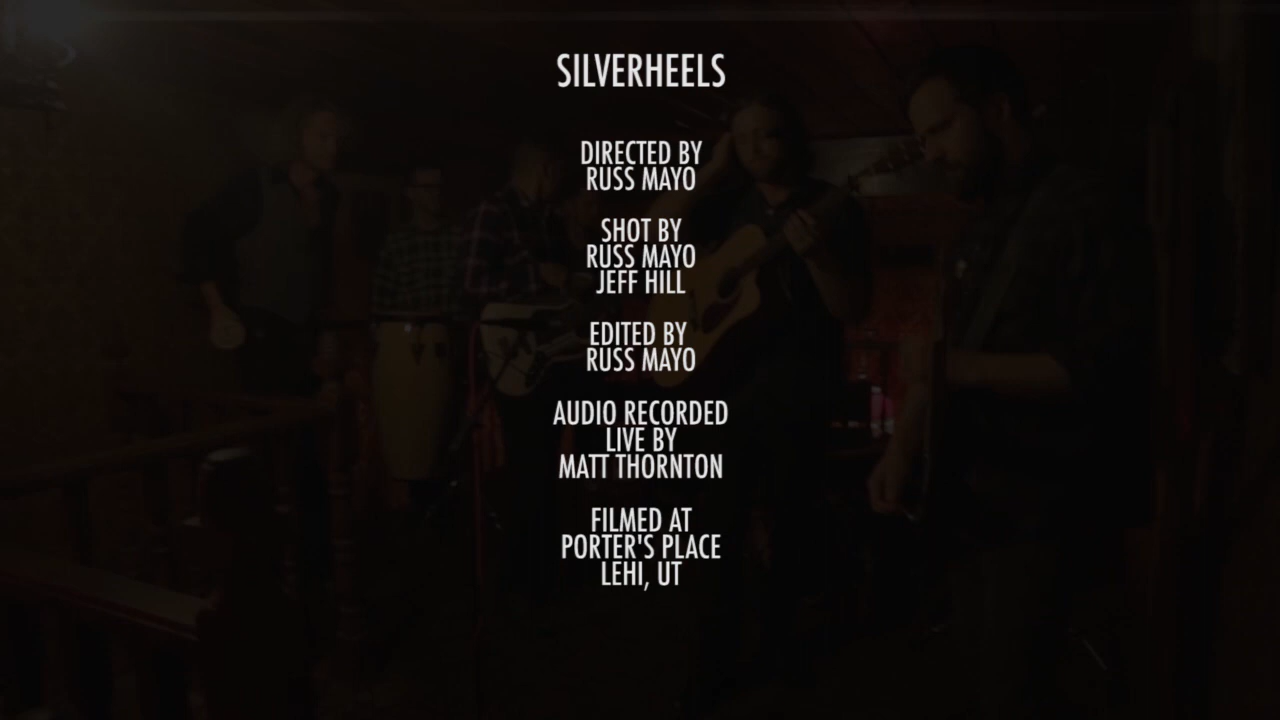 SILVERHEELS
DIRECTED BY
RUSS MAYO
SHOT BY
RUSS MAYO
JEFF HILL
EDITED BY
RUSS MAYO
AUDIO RECORDED
LIVE BY
MATT THORNTON
FILMED AT
PORTER'S PLACE
LEHI, UT